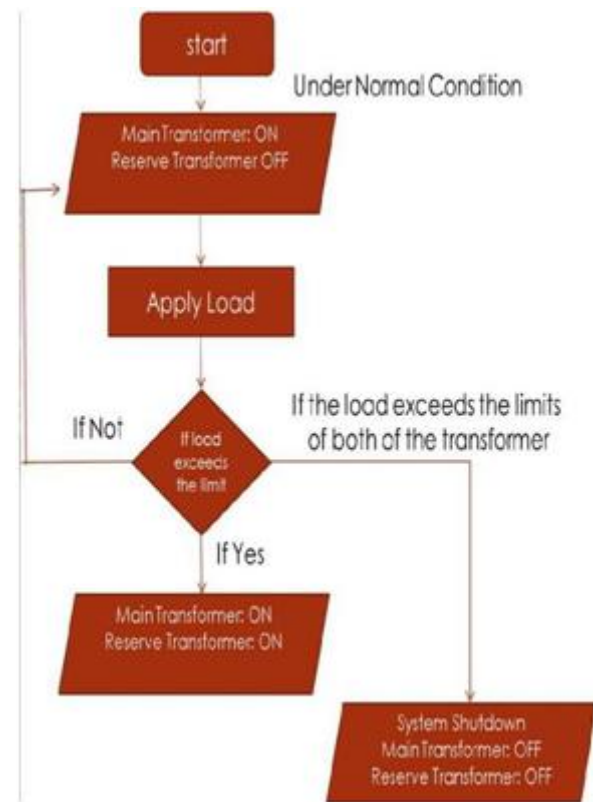 start
Under Normal Condition
Main Transformer: ON
Reserve Transformer OFF
Apply Load
If Not
If load
exceeds
the limit
If the load exceeds the limits
of both of the transformer
If Yes
Main Transformer: ON
Reserve Transformer: ON
System Shutdown
Main Transformer: OFF
Reserve Transformer: OFF